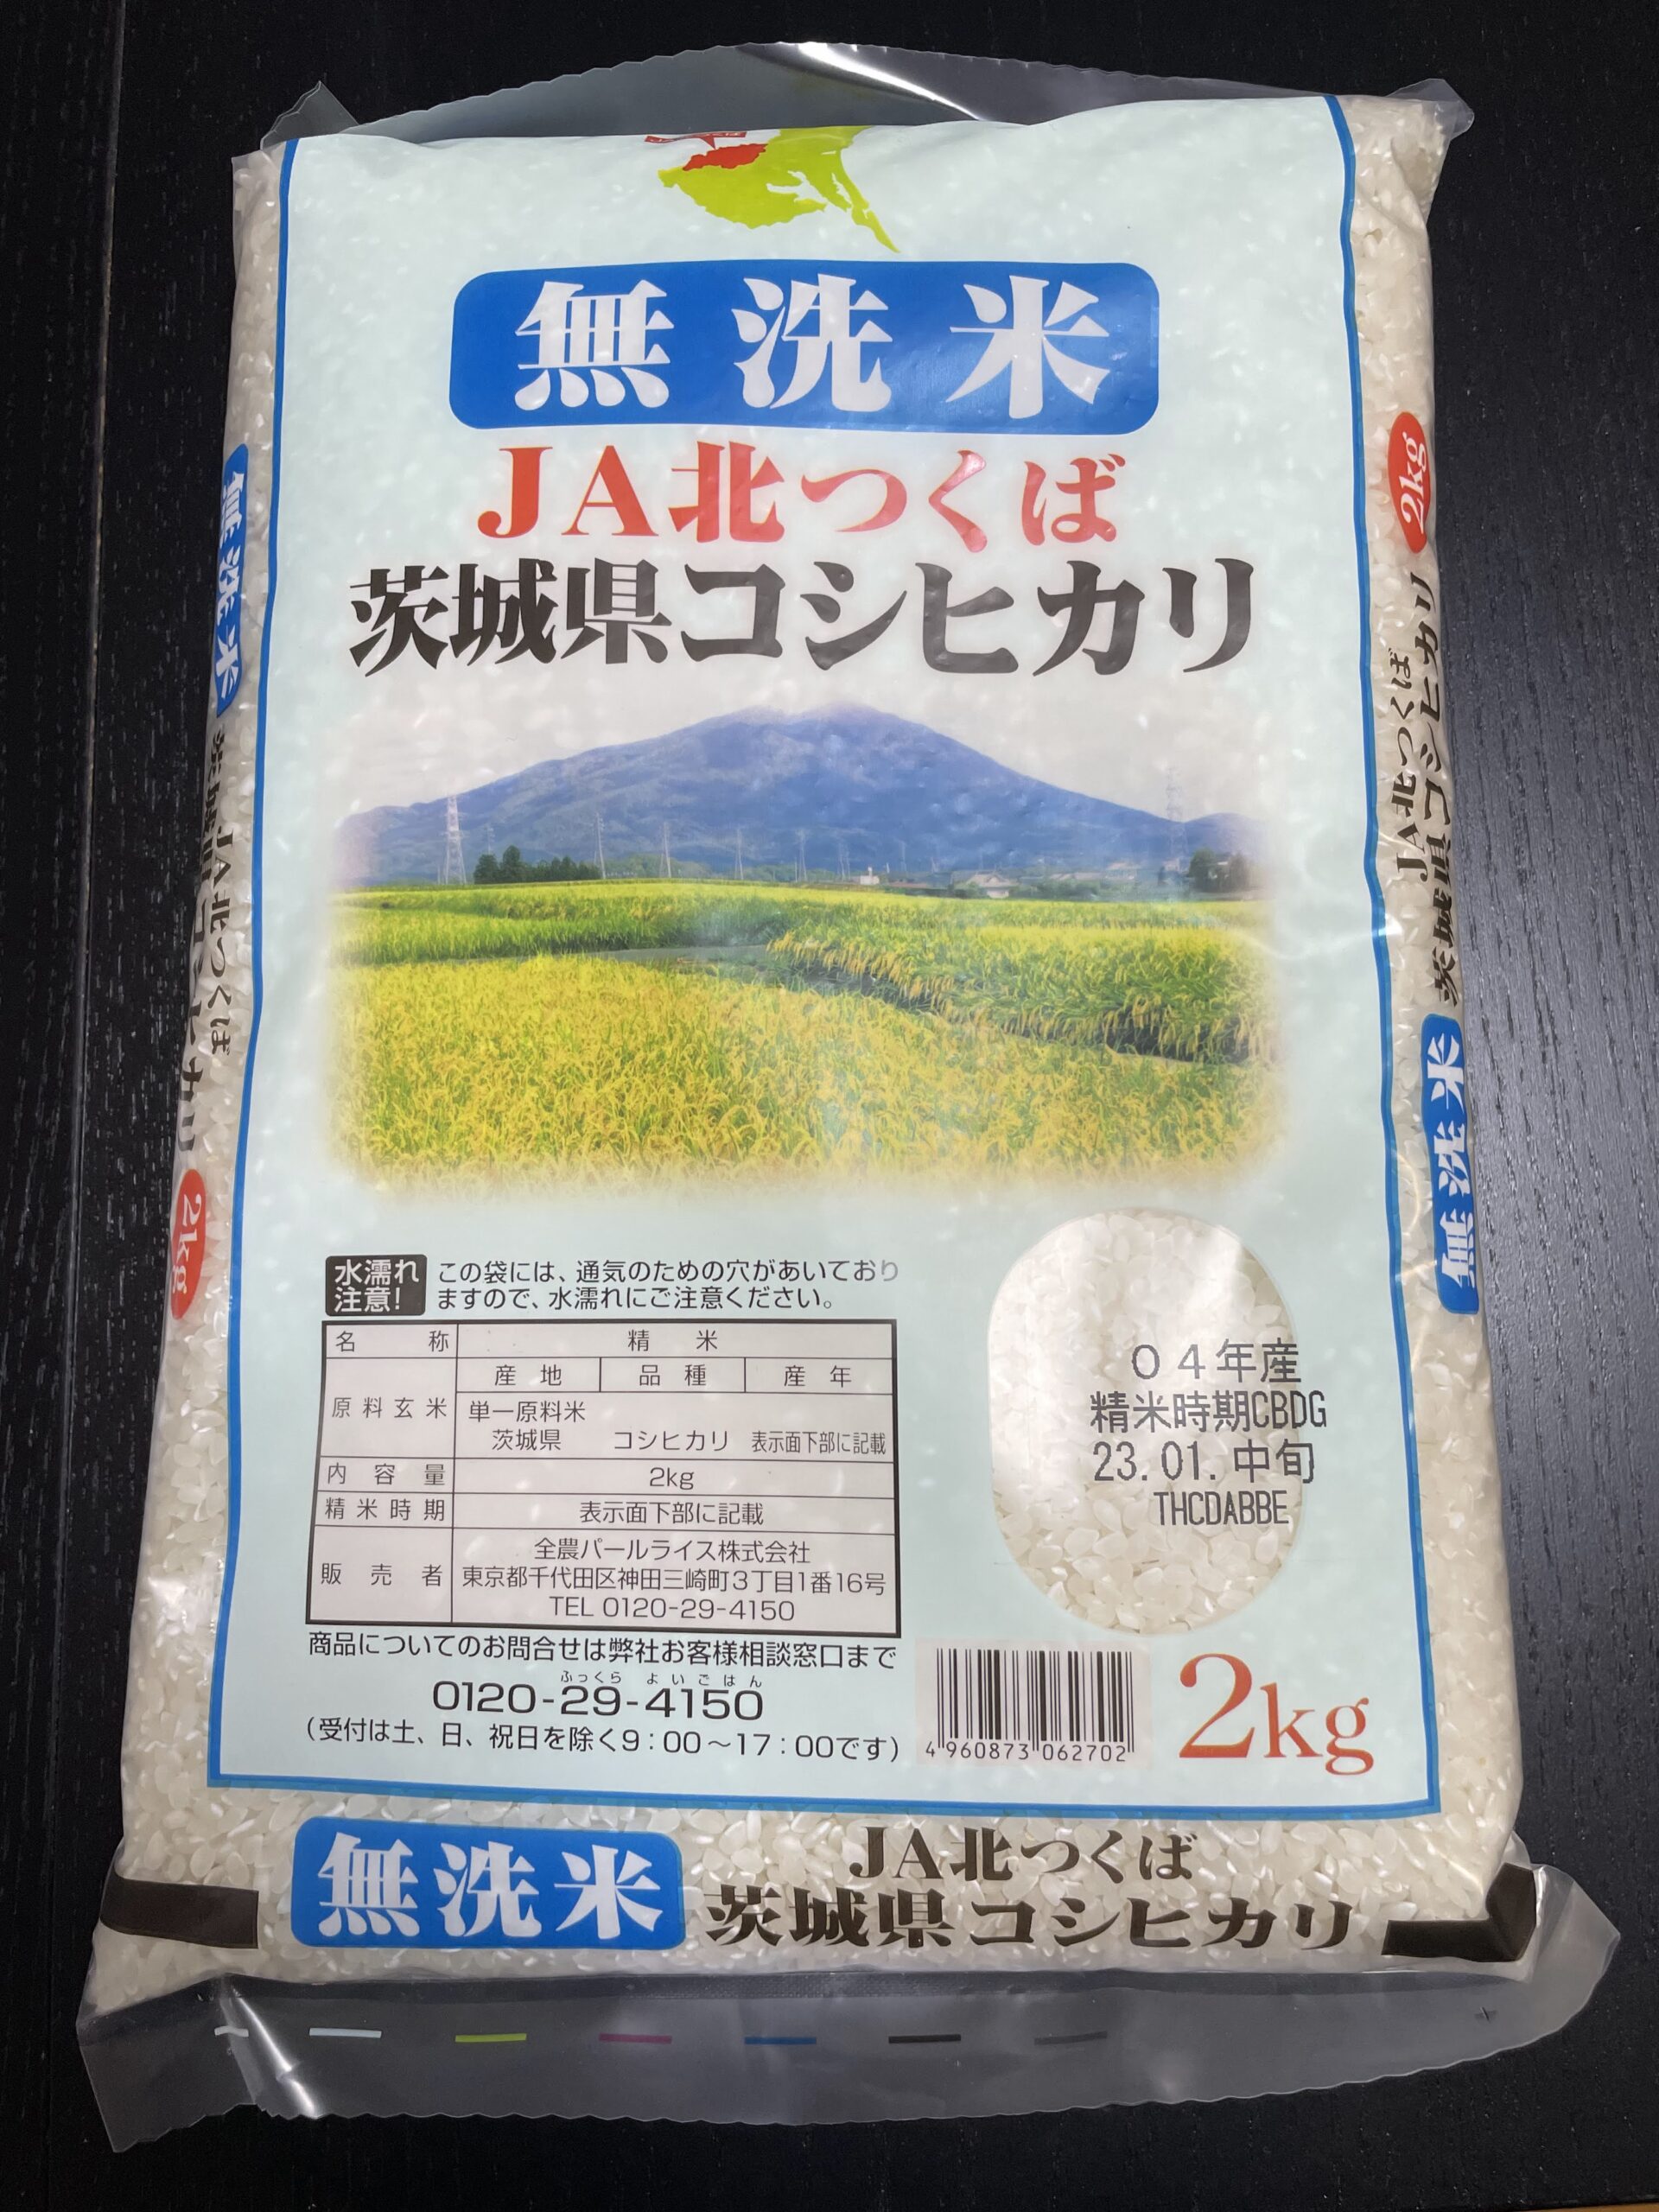 無洗米
JA北つくば
茨城県コシヒカリ
水濡れ
注意!
この袋には、通気のための穴があいており
ますので、水濡れにご注意ください。
名称 精米
原料玄米 産地 品種 産年
単一原料米
茨城県 コシヒカリ 表示面下部に記載
内容量 2kg
精米時期 表示面下部に記載
販売者 全農パールライス株式会社
東京都千代田区神田三崎町3丁目1番16号
TEL 0120-29-4150
商品についてのお問合せは弊社お客様相談窓口まで
ふっくら よいごはん
0120-29-4150
(受付は土、日、祝日を除く9:00～17:00です)
04年産
精米時期CBDG
23.01.中旬
THCDABBE
4960873062702
2kg
無洗米
JA北つくば
茨城県コシヒカリ
無洗米
JA北つくば
茨城県コシヒカリ
2kg
2kg
JA北つくば
茨城県コシヒカリ
無洗米